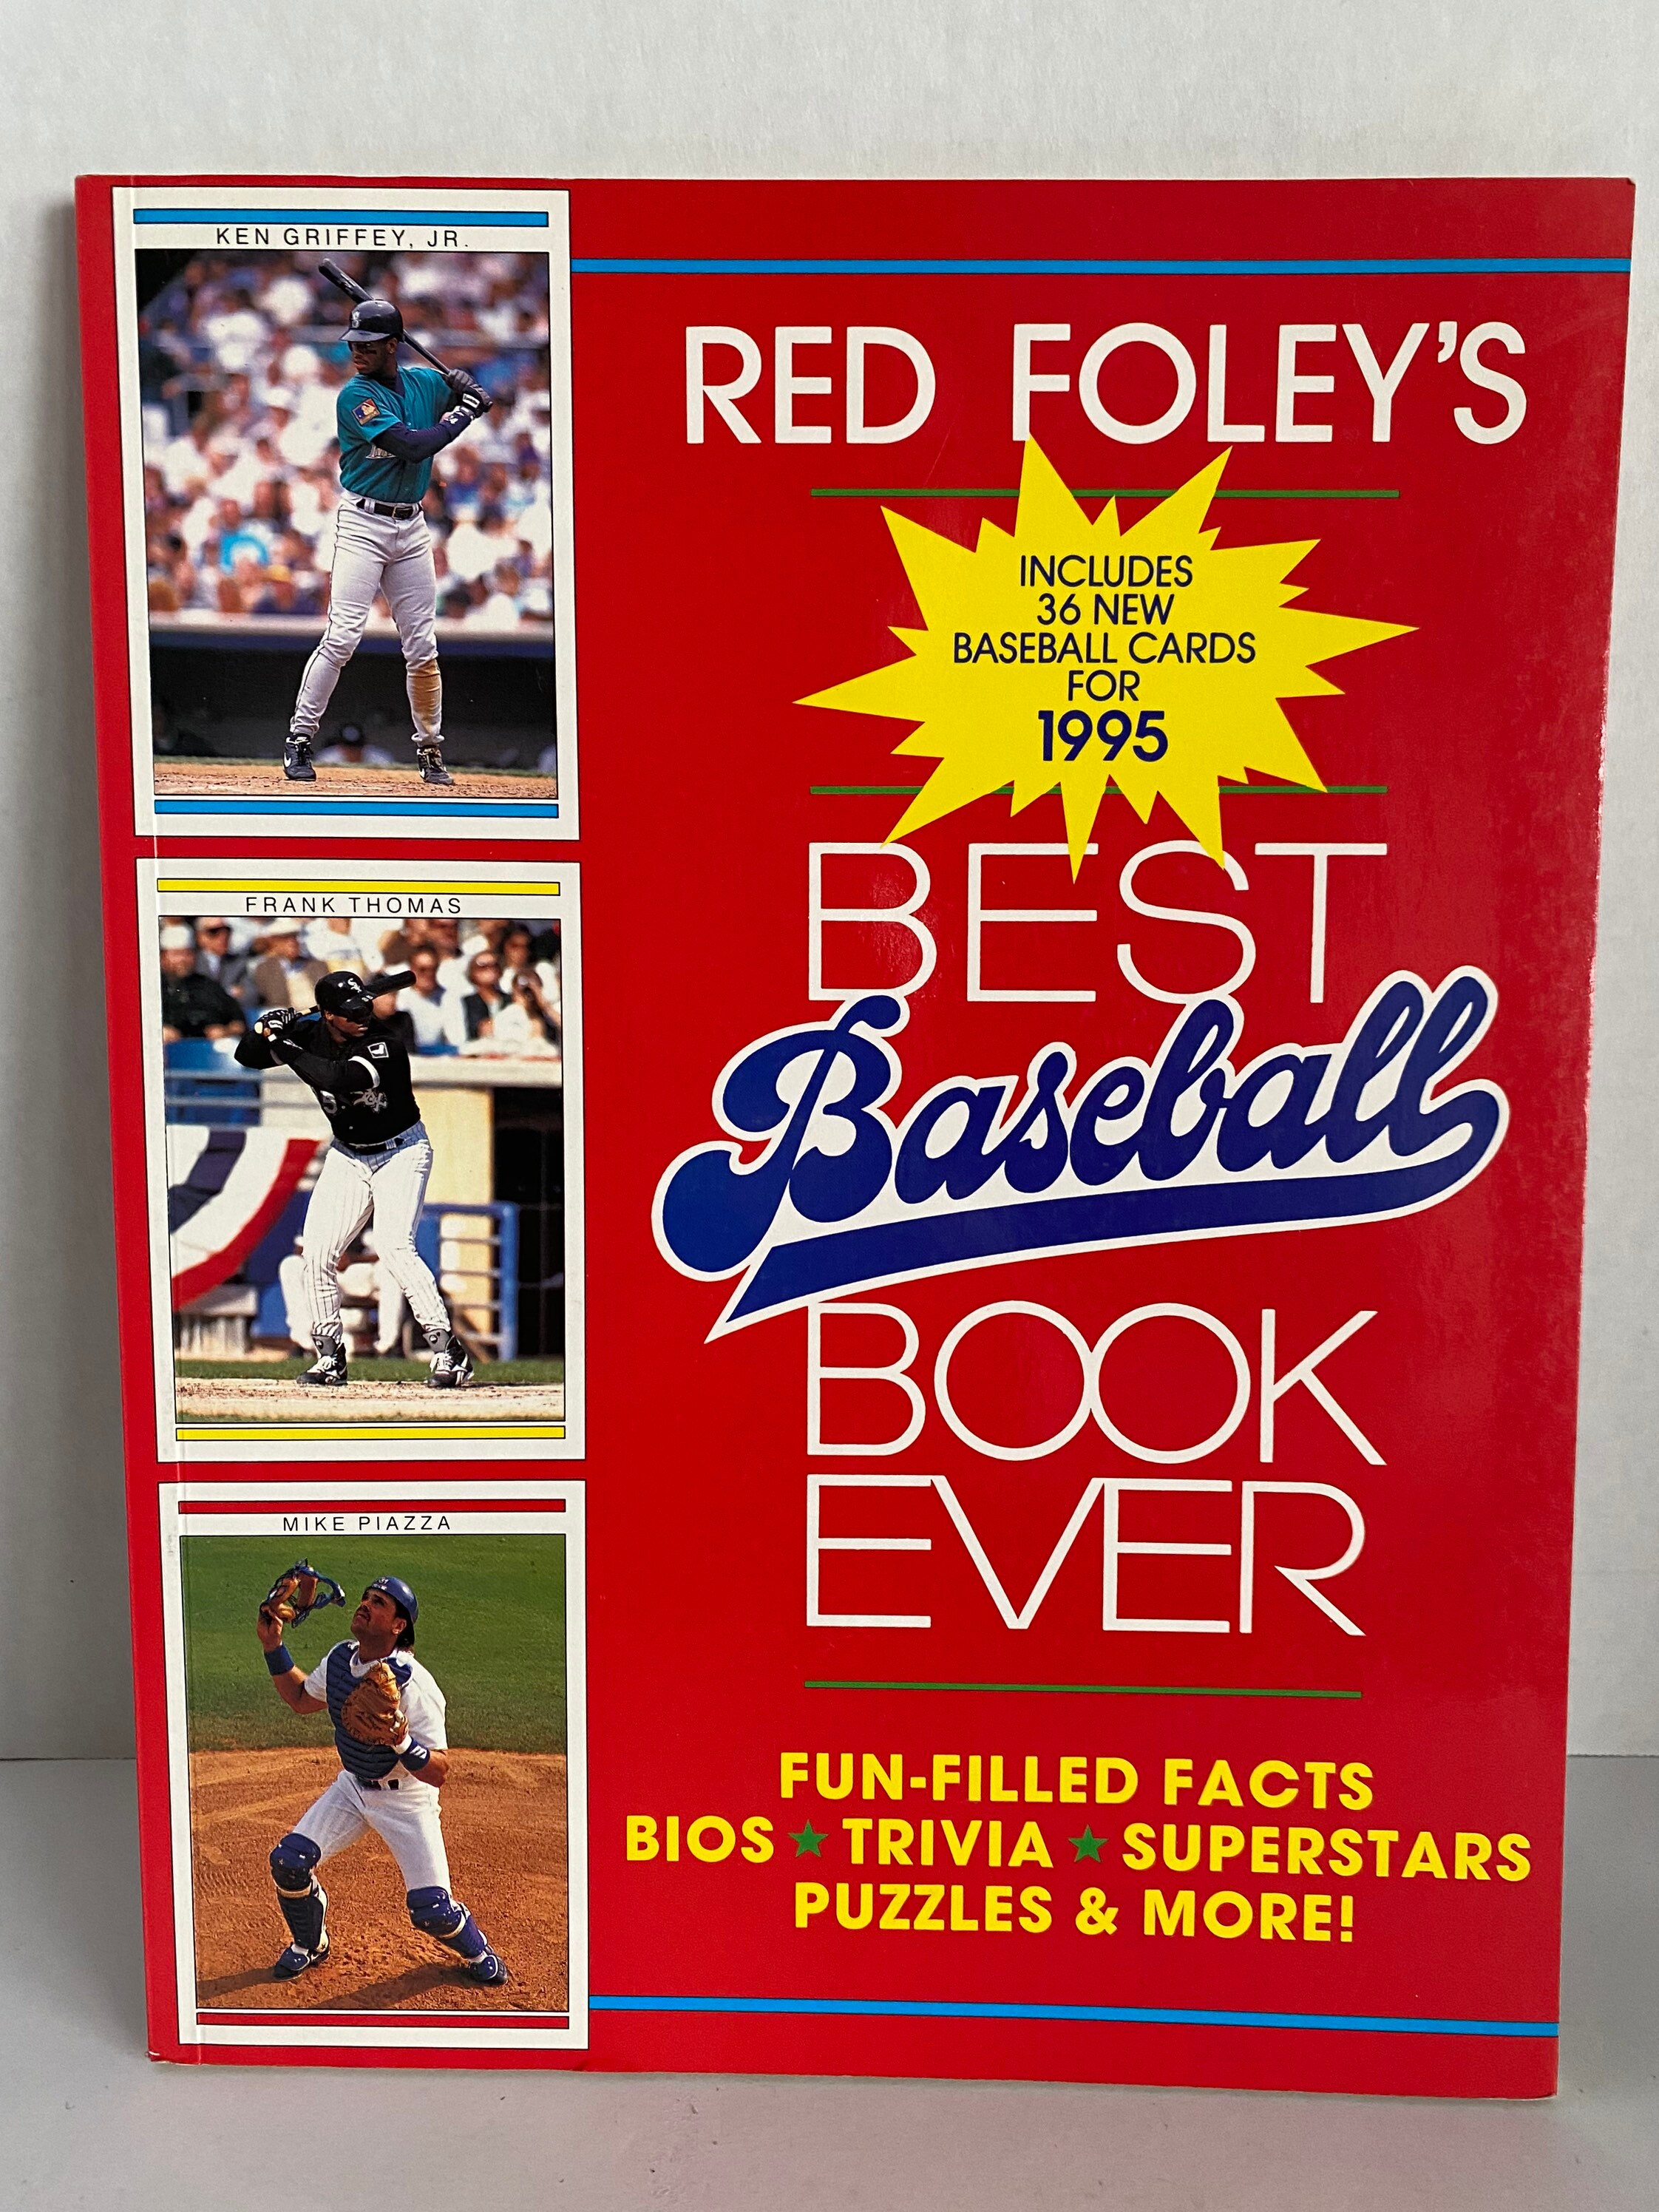 KEN GRIFFEY, JR.
RED FOLEY'S
INCLUDES
36 NEW
BASEBALL CARDS
FOR
1995
BEST
Baseball
BOOK
EVER
FRANK THOMAS
MIKE PIAZZA
FUN-FILLED FACTS
BIOS ★ TRIVIA ★ SUPERSTARS
PUZZLES & MORE!